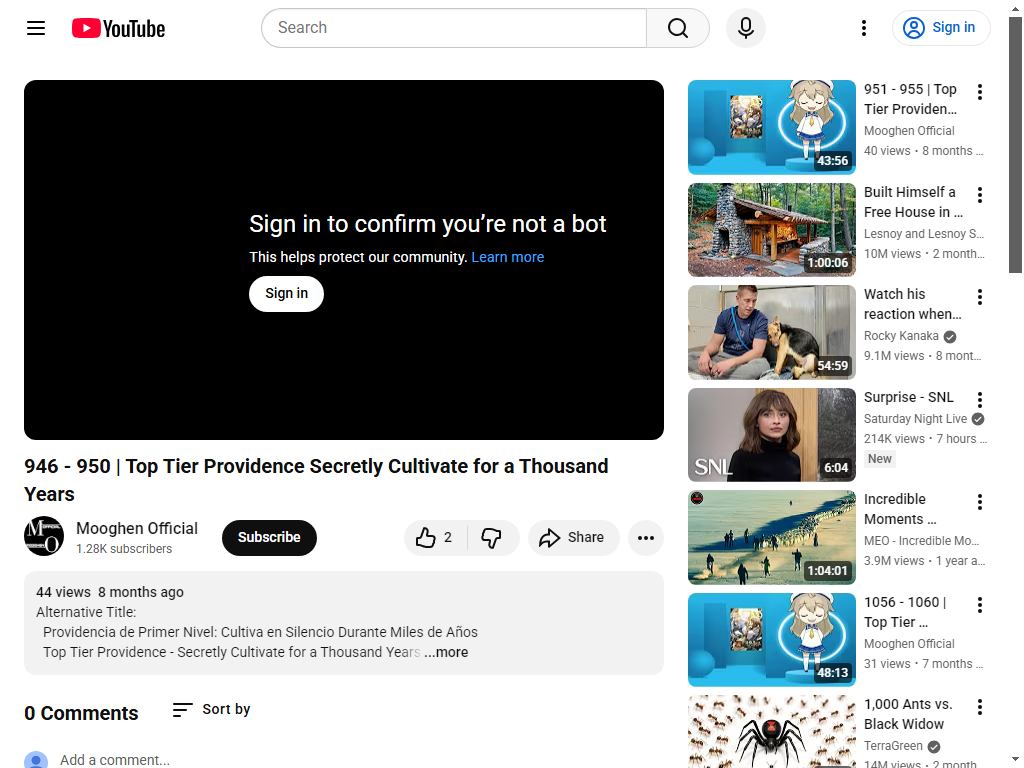 YouTube
Search
Sign in
Sign in to confirm you're not a bot
This helps protect our community. Learn more
Sign in
946 - 950 | Top Tier Providence Secretly Cultivate for a Thousand
Years
Mooghen Official
1.28K subscribers
Subscribe
2
Share
44 views 8 months ago
Alternative Title:
Providencia de Primer Nivel: Cultiva en Silencio Durante Miles de Años
Top Tier Providence - Secretly Cultivate for a Thousand Years ...more
0 Comments
Sort by
Add a comment...
43:56
951 - 955 | Top
Tier Providen...
Mooghen Official
40 views • 8 months ...
1:00:06
Built Himself a
Free House in ...
Lesnoy and Lesnoy S...
10M views • 2 month...
54:59
Watch his
reaction when...
Rocky Kanaka
9.1M views • 8 mont...
SNL
6:04
Surprise - SNL
Saturday Night Live
214K views • 7 hours ...
New
1:04:01
Incredible
Moments ...
MEO - Incredible Mo...
3.9M views • 1 year a...
48:13
1056 - 1060 |
Top Tier ...
Mooghen Official
31 views • 7 months ...
1,000 Ants vs.
Black Widow
TerraGreen
14M views • 2 month...